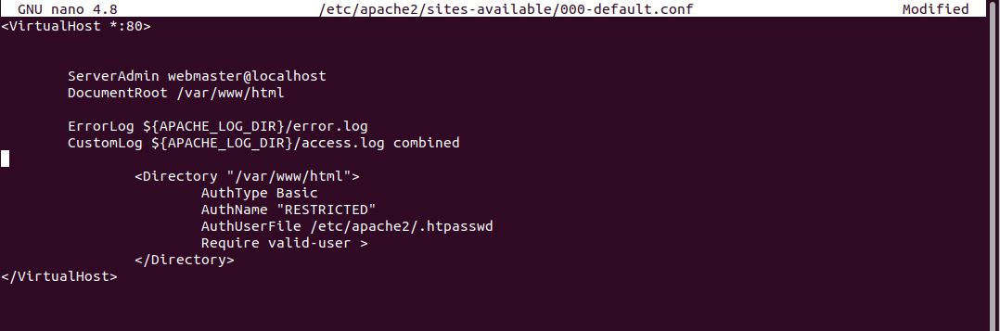 GNU nano 4.8 /etc/apache2/sites-available/000-default.conf Modified
<VirtualHost *:80>
ServerAdmin webmaster@localhost
DocumentRoot /var/www/html
ErrorLog ${APACHE_LOG_DIR}/error.log
CustomLog ${APACHE_LOG_DIR}/access.log combined
<Directory "/var/www/html">
AuthType Basic
AuthName "RESTRICTED"
AuthUserFile /etc/apache2/.htpasswd
Require valid-user >
</Directory>
</VirtualHost>